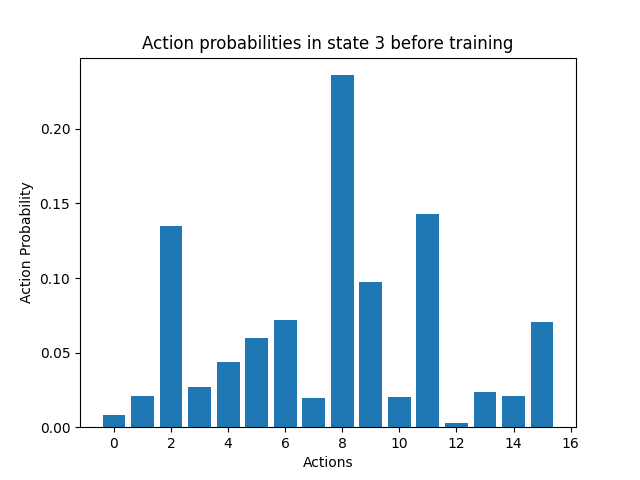 Action probabilities in state 3 before training
Action Probability
0.20
0.15
0.10
0.05
0.00
0 2 4 6 8 10 12 14 16
Actions